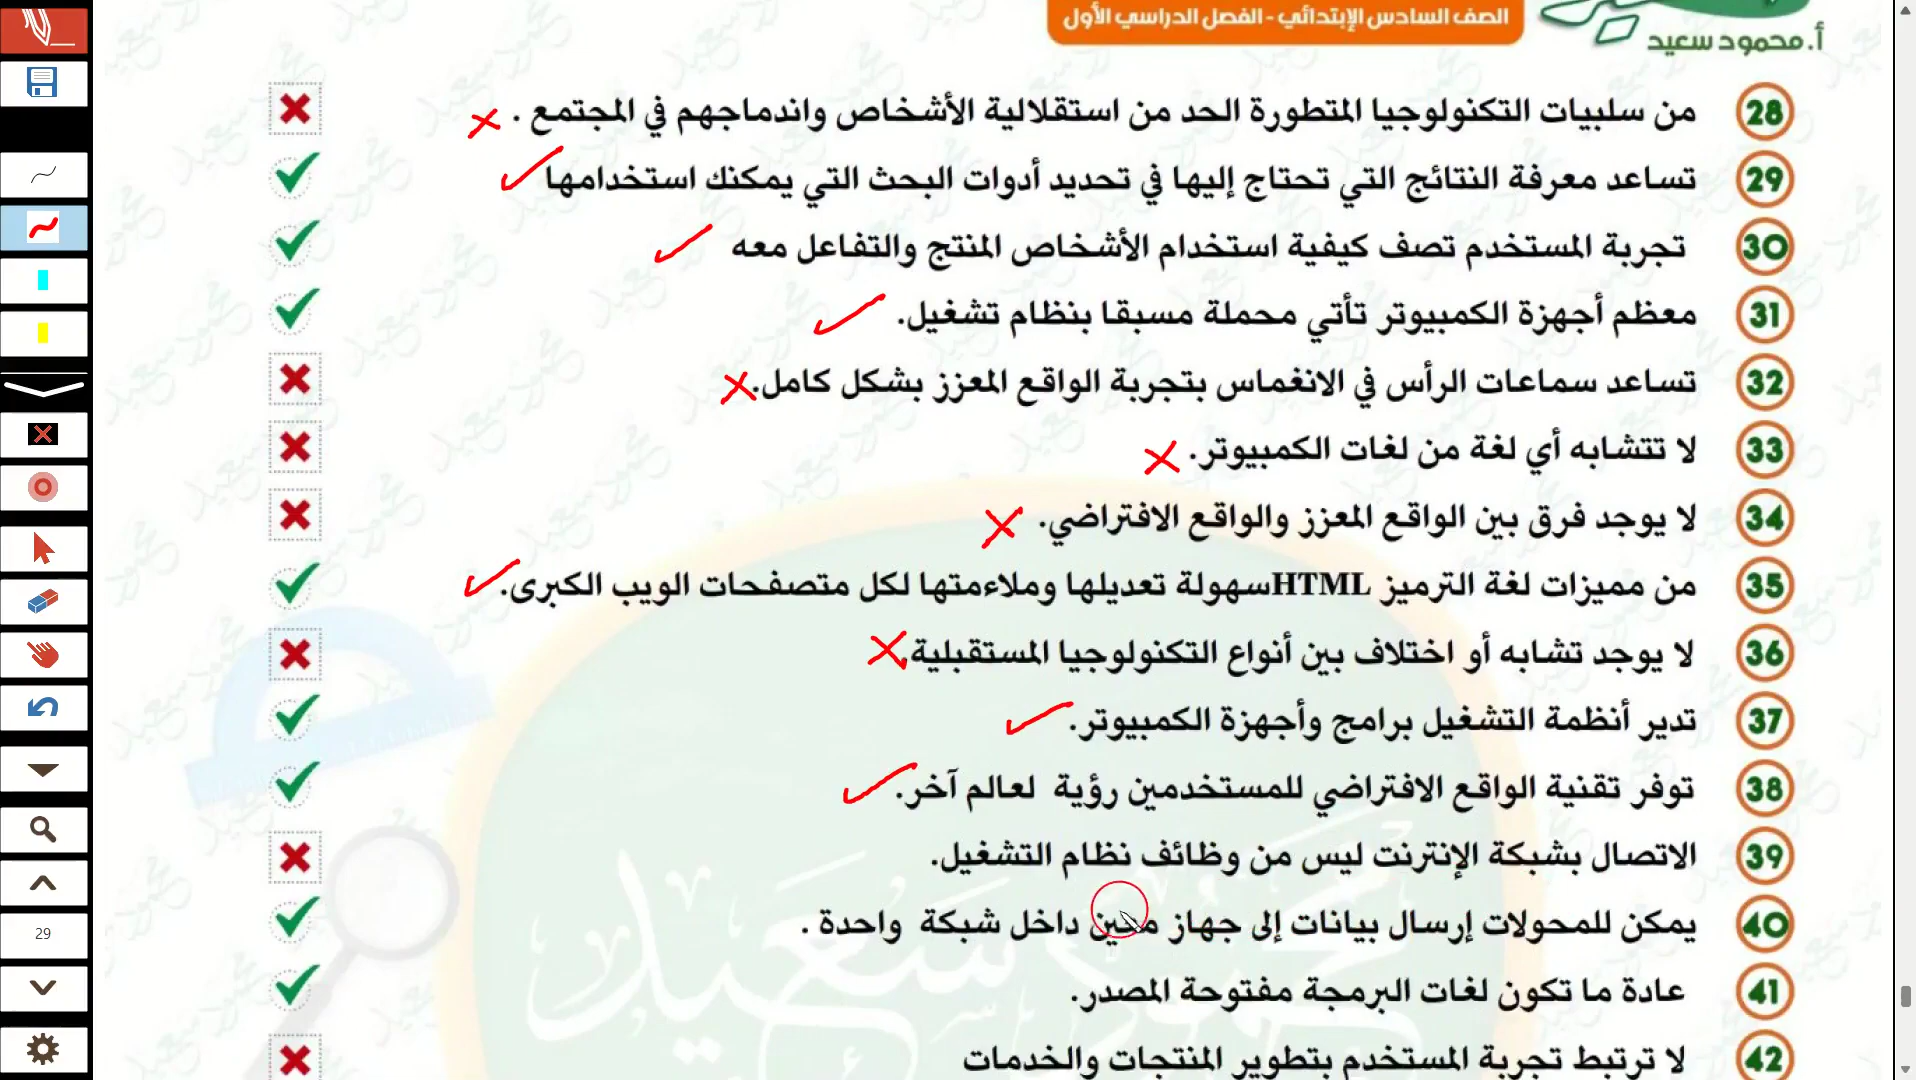 الصف السادس الإبتدائي - الفصل الدراسي الأول
أ. محمود سعيد
28 من سلبيات التكنولوجيا المتطورة الحد من استقلالية الأشخاص واندماجهم في المجتمع .
29 تساعد معرفة النتائج التي تحتاج إليها في تحديد أدوات البحث التي يمكنك استخدامها
30 تجربة المستخدم تصف كيفية استخدام الأشخاص المنتج والتفاعل معه
31 معظم أجهزة الكمبيوتر تأتي محملة مسبقا بنظام تشغيل.
32 تساعد سماعات الرأس في الانغماس بتجربة الواقع المعزز بشكل كامل.
33 لا تتشابه أي لغة من لغات الكمبيوتر.
34 لا يوجد فرق بين الواقع المعزز والواقع الافتراضي.
35 من مميزات لغة الترميز HTMLسهولة تعديلها وملاءمتها لكل متصفحات الويب الكبرى.
36 لا يوجد تشابه أو اختلاف بين أنواع التكنولوجيا المستقبلية.
37 تدير أنظمة التشغيل برامج وأجهزة الكمبيوتر.
38 توفر تقنية الواقع الافتراضي للمستخدمين رؤية لعالم آخر.
39 الاتصال بشبكة الإنترنت ليس من وظائف نظام التشغيل.
40 يمكن للمحولات إرسال بيانات إلى جهاز معين داخل شبكة واحدة .
41 عادة ما تكون لغات البرمجة مفتوحة المصدر.
42 لا ترتبط تجربة المستخدم بتطوير المنتجات والخدمات
محمود سعيد
29